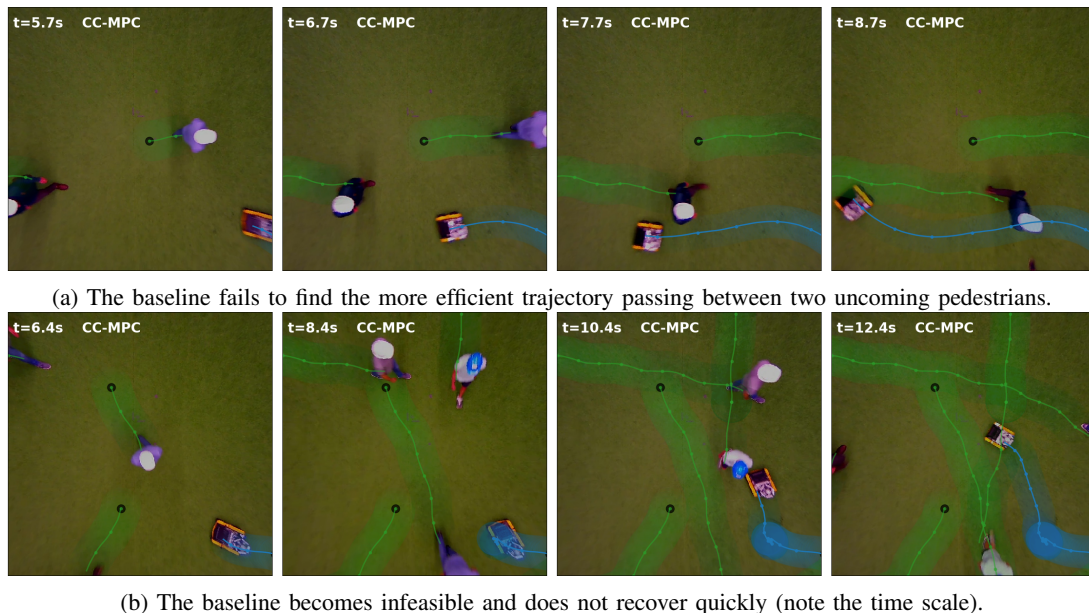 t=5.7s CC-MPC
t=6.7s CC-MPC
t=7.7s CC-MPC
t=8.7s CC-MPC
(a) The baseline fails to find the more efficient trajectory passing between two uncoming pedestrians.
t=6.4s CC-MPC
t=8.4s CC-MPC
t=10.4s CC-MPC
t=12.4s CC-MPC
(b) The baseline becomes infeasible and does not recover quickly (note the time scale).